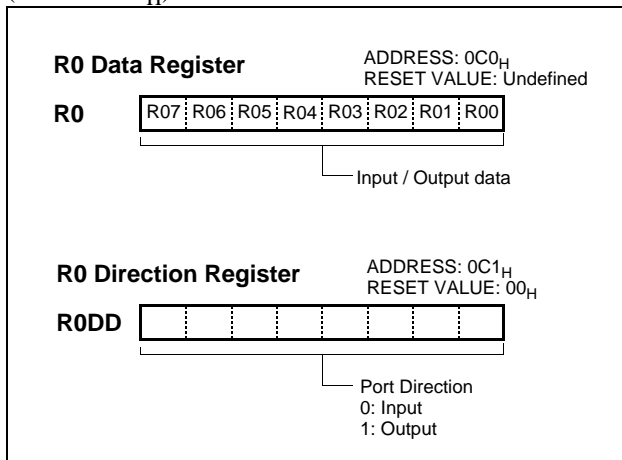 R0 Data Register
ADDRESS: 0C0H
RESET VALUE: Undefined
R0
R07 R06 R05 R04 R03 R02 R01 R00
Input / Output data
R0 Direction Register
ADDRESS: 0C1H
RESET VALUE: 00H
R0DD
Port Direction
0: Input
1: Output